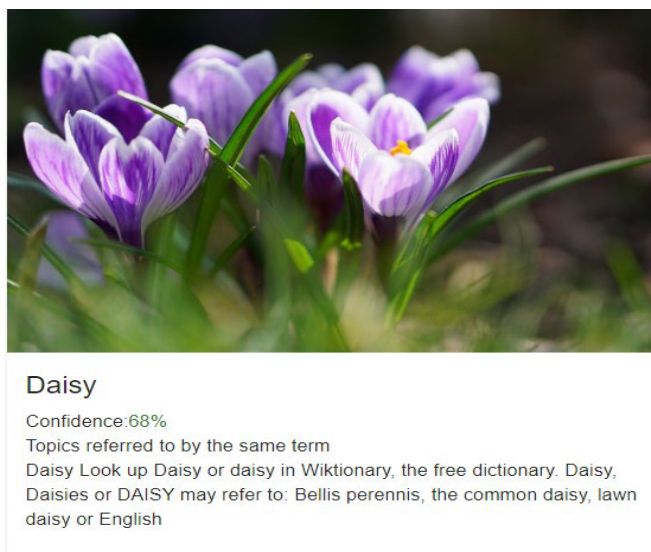 Daisy
Confidence:68%
Topics referred to by the same term
Daisy Look up Daisy or daisy in Wiktionary, the free dictionary. Daisy,
Daisies or DAISY may refer to: Bellis perennis, the common daisy, lawn
daisy or English